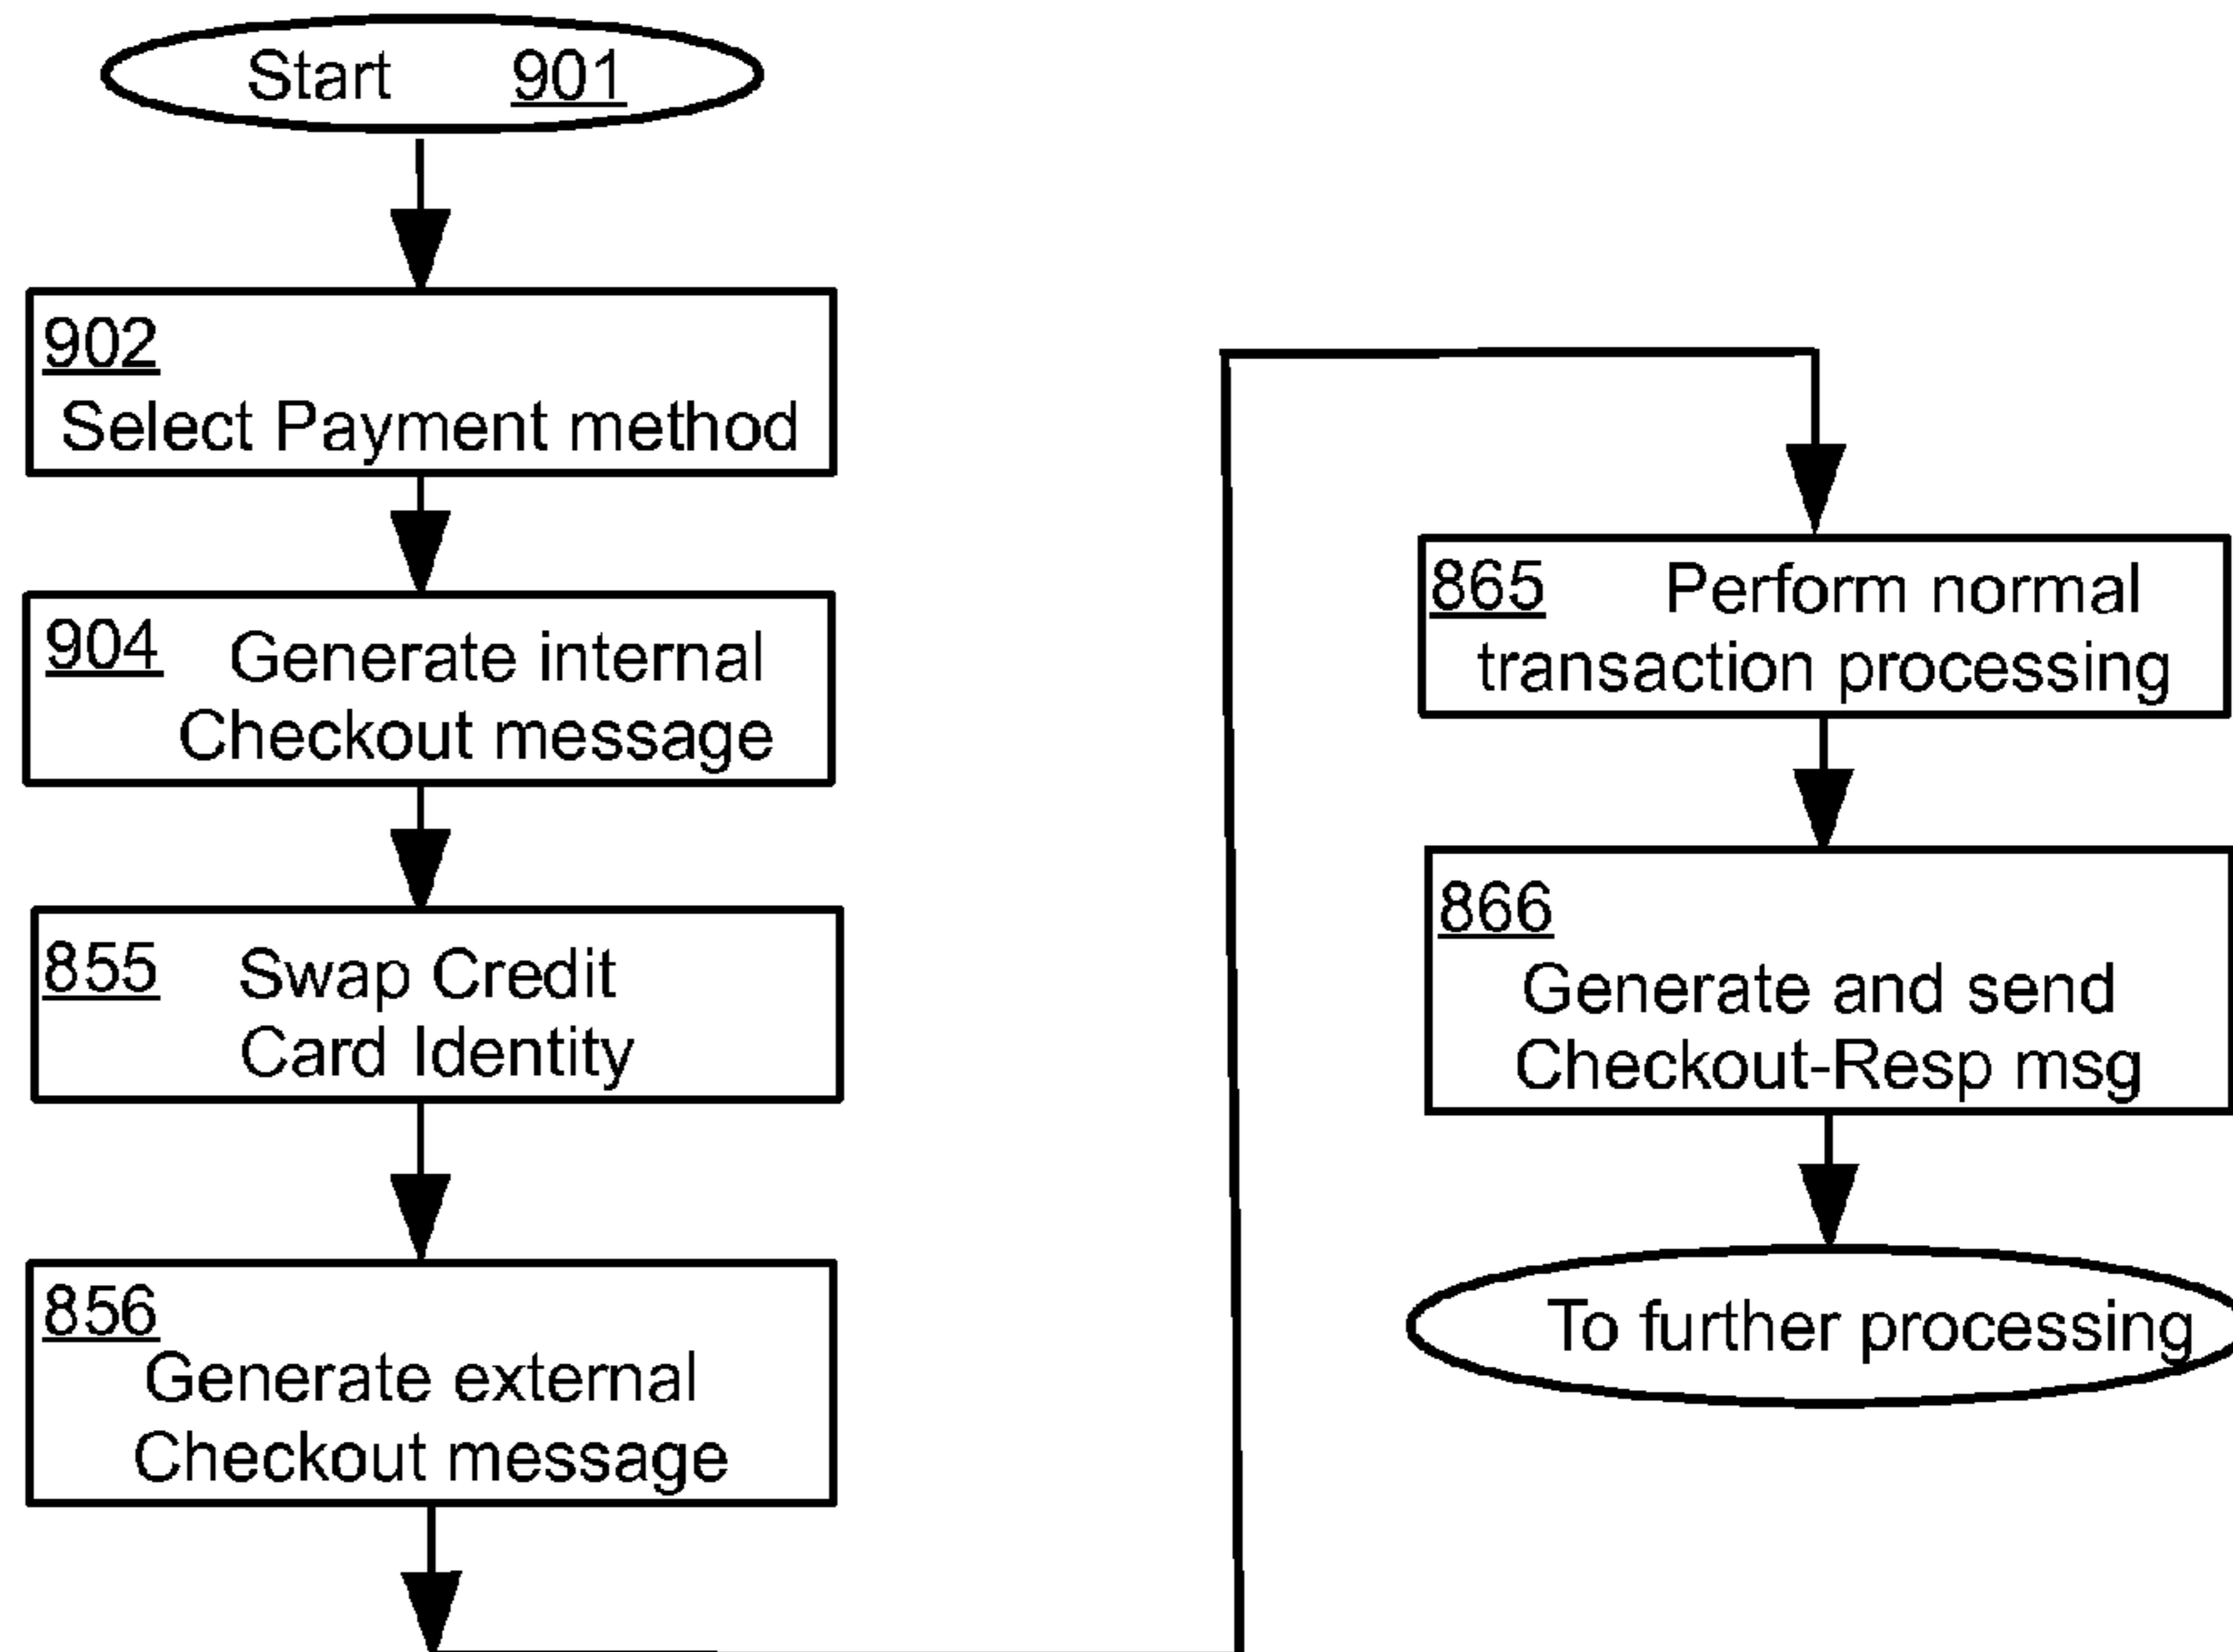 Start 901
902
Select Payment method
904 Generate internal
Checkout message
855 Swap Credit
Card Identity
856
Generate external
Checkout message
865 Perform normal
transaction processing
866
Generate and send
Checkout-Resp msg
To further processing